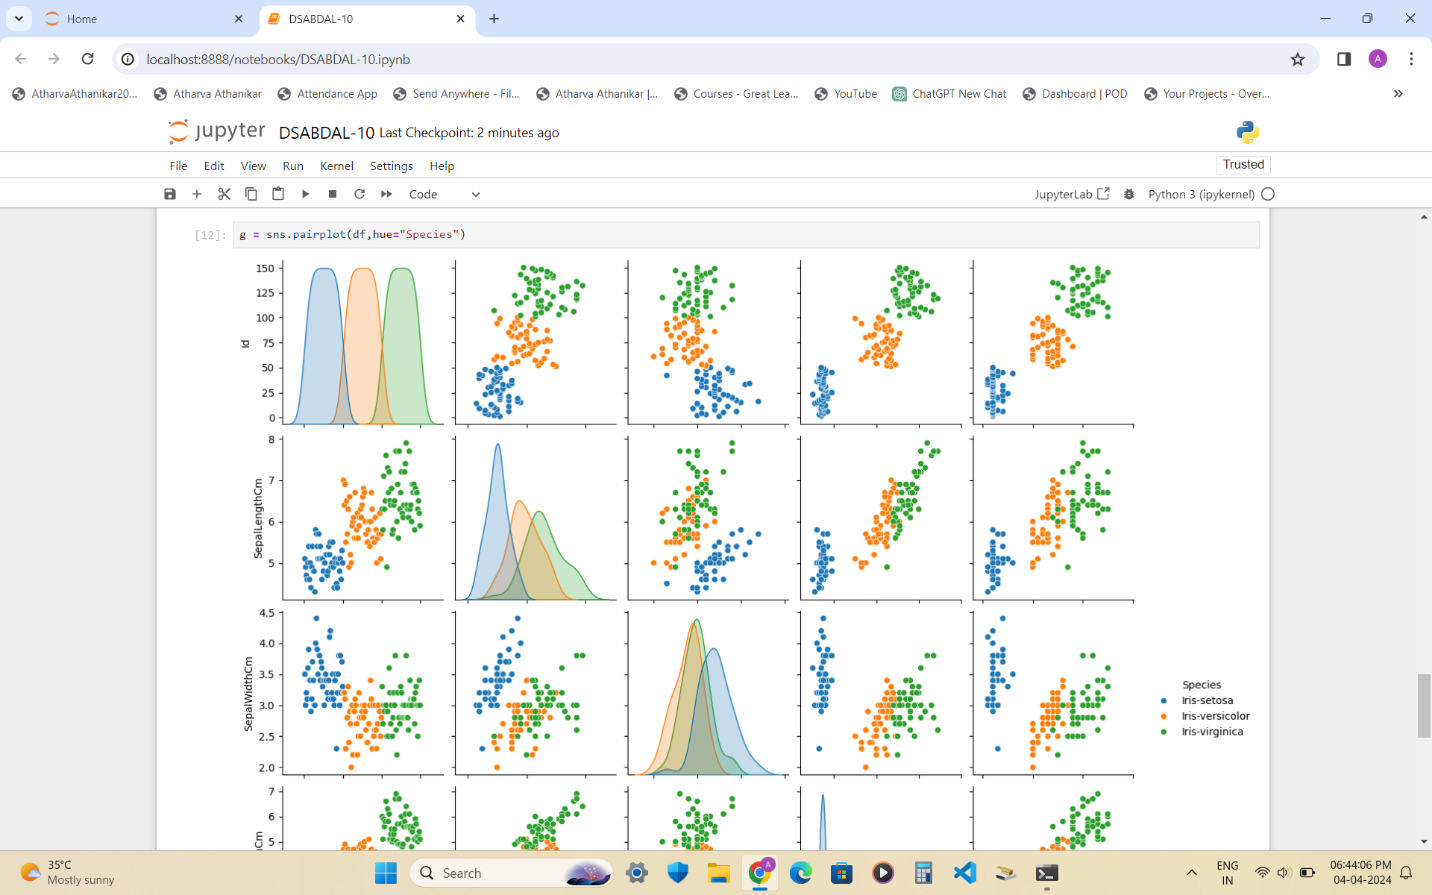 Home
DSABDAL-10
localhost:8888/notebooks/DSABDAL-10.ipynb
A
AtharvaAthanikar20...
Atharva Athanikar
Attendance App
Send Anywhere - Fil...
Atharva Athanikar |...
Courses - Great Lea...
YouTube
ChatGPT New Chat
Dashboard | POD
Your Projects - Over...
jupyter DSABDAL-10 Last Checkpoint: 2 minutes ago
File Edit View Run Kernel Settings Help
Trusted
Code
JupyterLab
Python 3 (ipykernel)
[12]: g = sns.pairplot(df,hue="Species")
150
125
100
75
50
25
0
Id
8
7
6
5
SepalLengthCm
4.5
4.0
3.5
3.0
2.5
2.0
SepalWidthCm
Species
Iris-setosa
Iris-versicolor
Iris-virginica
7
6
5
35°C
Mostly sunny
Search
A
ENG
IN
06:44:06 PM
04-04-2024